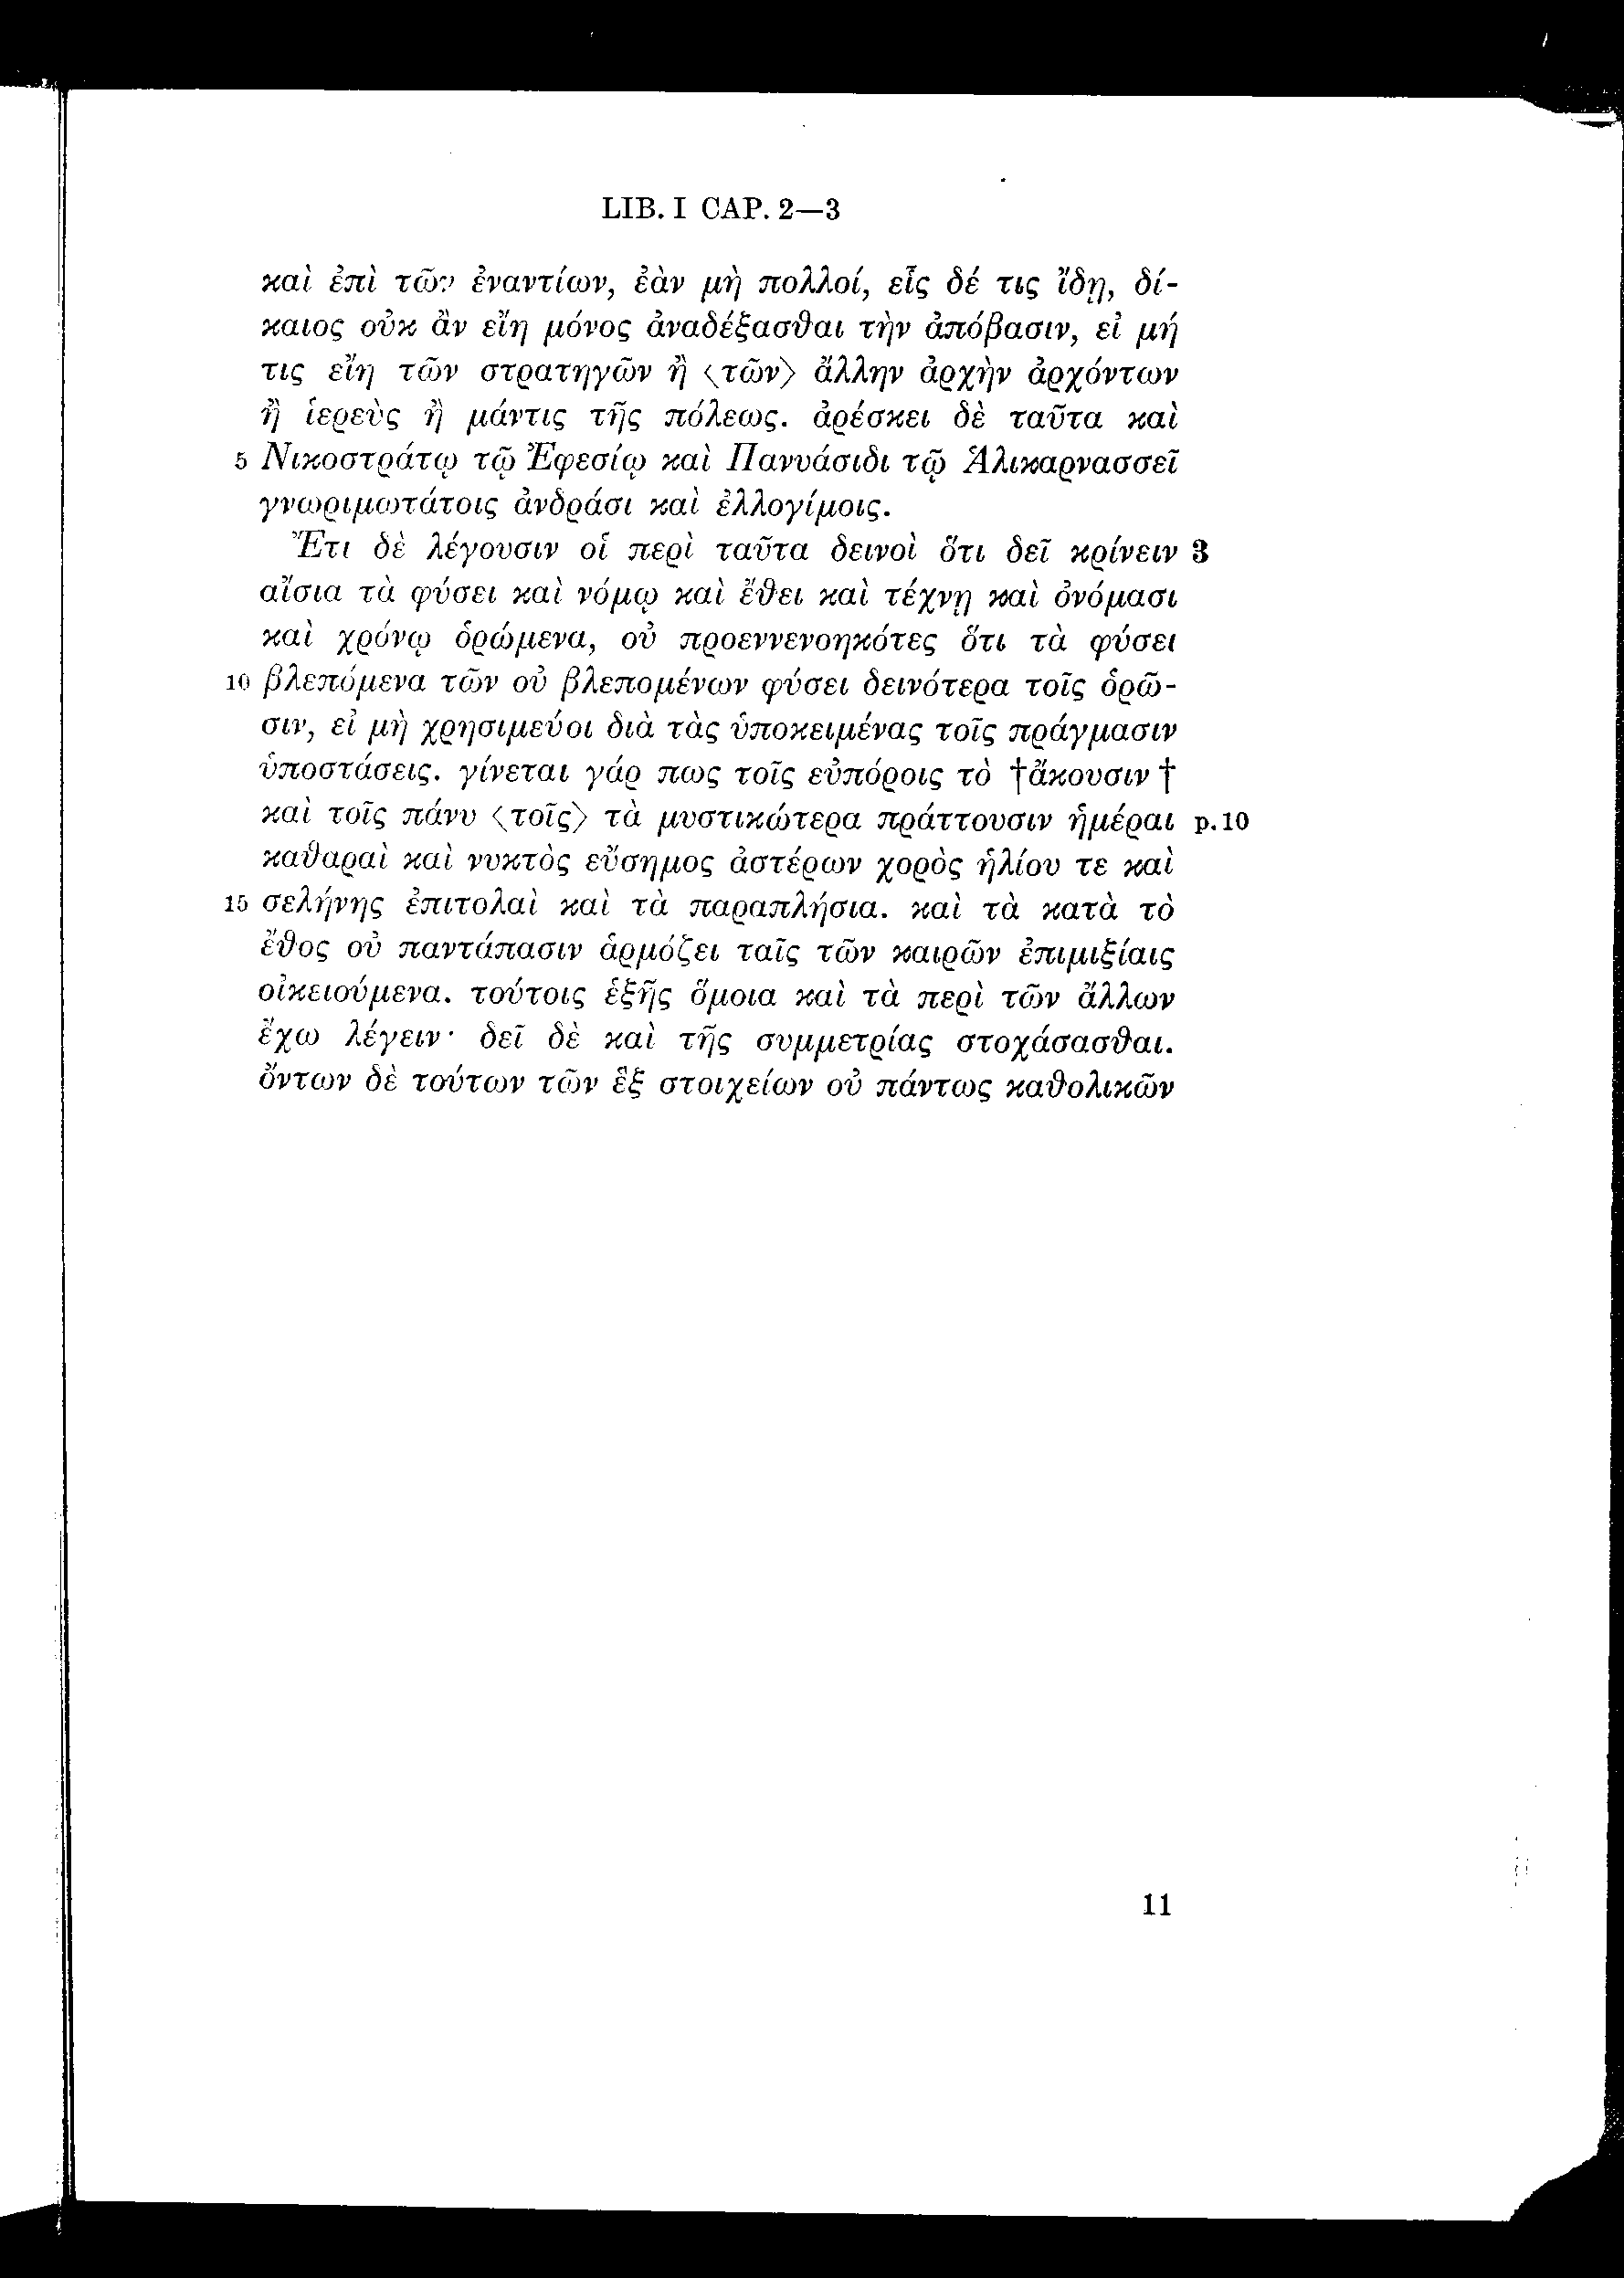 LIB. I CAP. 2—3
καὶ ἐπὶ τῶν ἐναντίων, ἐὰν μὴ πολλοί, εἷς δέ τις ἴδῃ, δί-
καιος οὐκ ἂν εἴη μόνος ἀναδέξασθαι τὴν ἀπόβασιν, εἰ μή
τις εἴη τῶν στρατηγῶν ἢ ⟨τῶν⟩ ἄλλην ἀρχὴν ἀρχόντων
ἢ ἱερεὺς ἢ μάντις τῆς πόλεως. ἀρέσκει δὲ ταῦτα καὶ
5 Νικοστράτῳ τῷ Ἐφεσίῳ καὶ Πανυάσιδι τῷ Ἁλικαρνασσεῖ
γνωριμωτάτοις ἀνδράσι καὶ ἐλλογίμοις.
Ἔτι δὲ λέγουσιν οἱ περὶ ταῦτα δεινοὶ ὅτι δεῖ κρίνειν 3
αἴσια τὰ φύσει καὶ νόμῳ καὶ ἔθει καὶ τέχνῃ καὶ ὀνόμασι
καὶ χρόνῳ ὁρώμενα, οὐ προεννενοηκότες ὅτι τὰ φύσει
10 βλεπόμενα τῶν οὐ βλεπομένων φύσει δεινότερα τοῖς ὁρῶ-
σιν, εἰ μὴ χρησιμεύοι διὰ τὰς ὑποκειμένας τοῖς πράγμασιν
ὑποστάσεις. γίνεται γάρ πως τοῖς εὐπόροις τὸ †ἄκουσιν†
καὶ τοῖς πάνυ ⟨τοῖς⟩ τὰ μυστικώτερα πράττουσιν ἡμέραι p. 10
καθαραὶ καὶ νυκτὸς εὔσημος ἀστέρων χορὸς ἡλίου τε καὶ
15 σελήνης ἐπιτολαὶ καὶ τὰ παραπλήσια. καὶ τὰ κατὰ τὸ
ἔθος οὐ παντάπασιν ἁρμόζει ταῖς τῶν καιρῶν ἐπιμιξίαις
οἰκειούμενα. τούτοις ἑξῆς ὅμοια καὶ τὰ περὶ τῶν ἄλλων
ἔχω λέγειν· δεῖ δὲ καὶ τῆς συμμετρίας στοχάσασθαι.
ὄντων δὲ τούτων τῶν ἓξ στοιχείων οὐ πάντως καθολικῶν
11